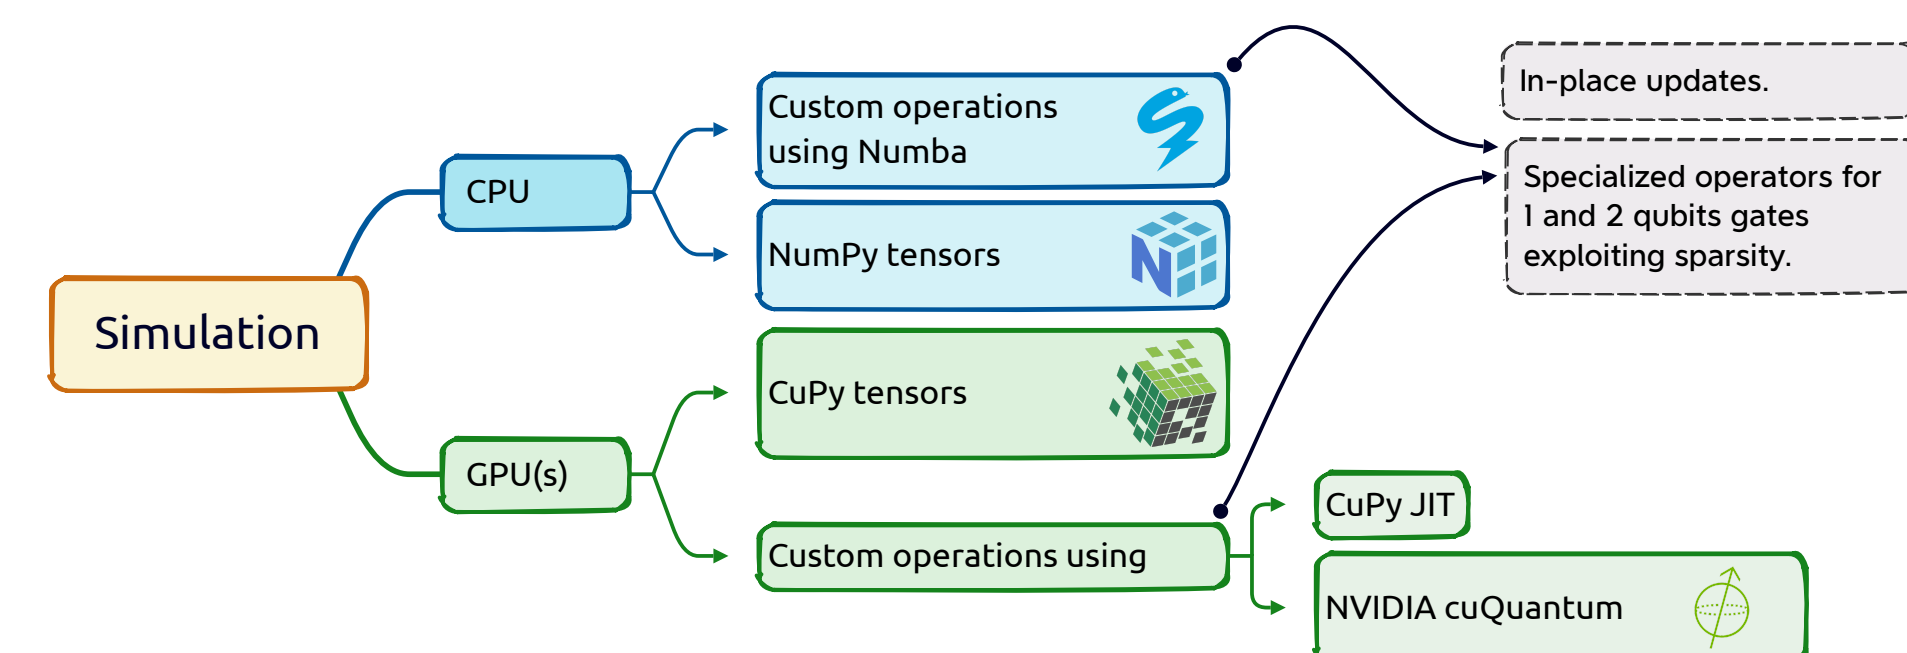 Simulation
CPU
Custom operations
using Numba
NumPy tensors
GPU(s)
CuPy tensors
Custom operations using
CuPy JIT
NVIDIA cuQuantum
In-place updates.
Specialized operators for
1 and 2 qubits gates
exploiting sparsity.